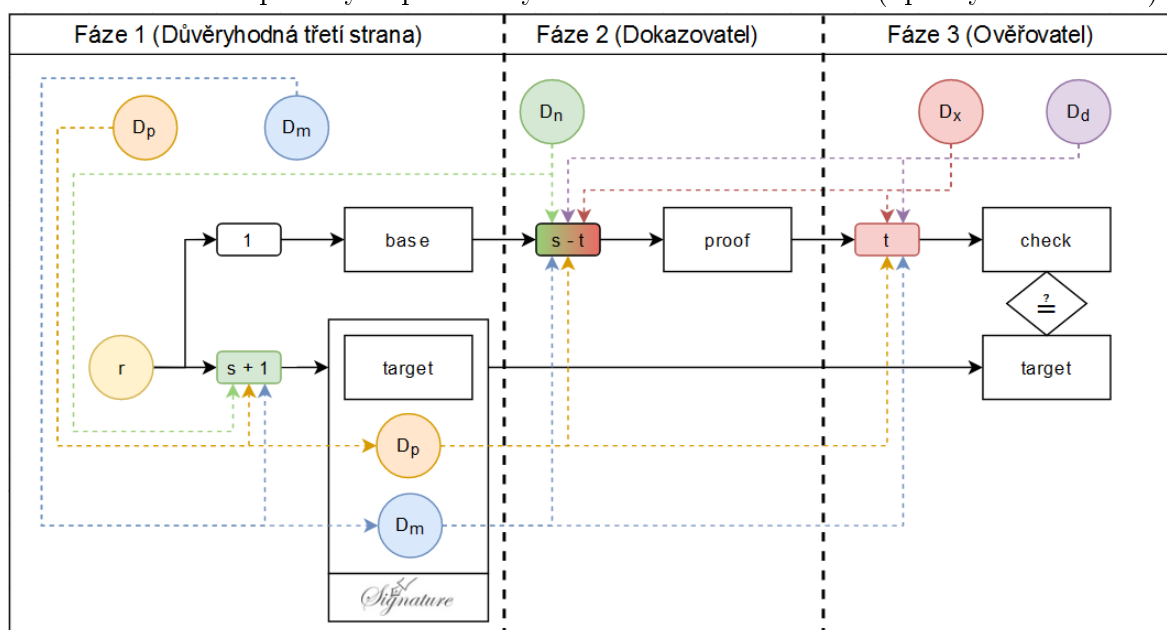 Fáze 1 (Důvěryhodná třetí strana)
Fáze 2 (Dokazovatel)
Fáze 3 (Ověřovatel)
Dp
Dm
Dn
Dx
Dd
1
base
s - t
proof
t
check
?
=
r
s + 1
target
target
Dp
Dm
Signature